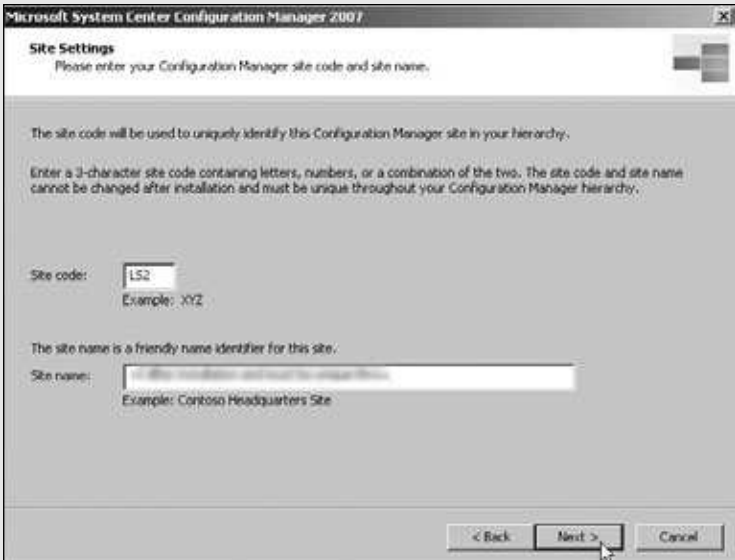 Microsoft System Center Configuration Manager 2007
Site Settings
Please enter your Configuration Manager site code and site name.
The site code will be used to uniquely identify this Configuration Manager site in your hierarchy.
Enter a 3-character site code containing letters, numbers, or a combination of the two. The site code and site name
cannot be changed after installation and must be unique throughout your Configuration Manager hierarchy.
Site code:
LS2
Example: XYZ
The site name is a friendly name identifier for this site.
Site name:
Example: Contoso Headquarters Site
< Back
Next >
Cancel